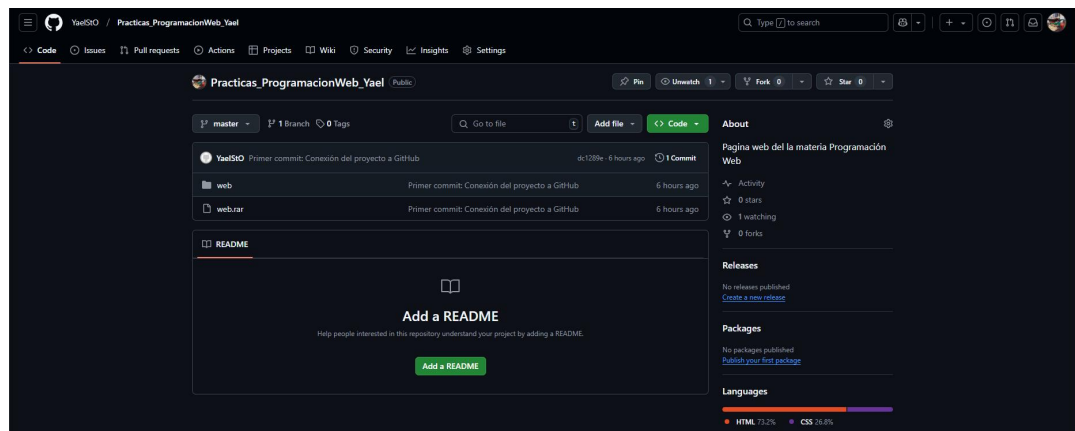 YaelStO / Practicas_ProgramacionWeb_Yael
Type / to search
Code Issues Pull requests Actions Projects Wiki Security Insights Settings
Practicas_ProgramacionWeb_Yael Public
Pin Unwatch 1 Fork 0 Star 0
master 1 Branch 0 Tags Go to file t Add file Code
YaelStO Primer commit: Conexión del proyecto a GitHub dc1289e · 6 hours ago 1 Commit
web Primer commit: Conexión del proyecto a GitHub 6 hours ago
web.rar Primer commit: Conexión del proyecto a GitHub 6 hours ago
README
Add a README
Help people interested in this repository understand your project by adding a README.
Add a README
About
Pagina web del la materia Programación
Web
Activity
0 stars
1 watching
0 forks
Releases
No releases published
Create a new release
Packages
No packages published
Publish your first package
Languages
HTML 73.2% CSS 26.8%